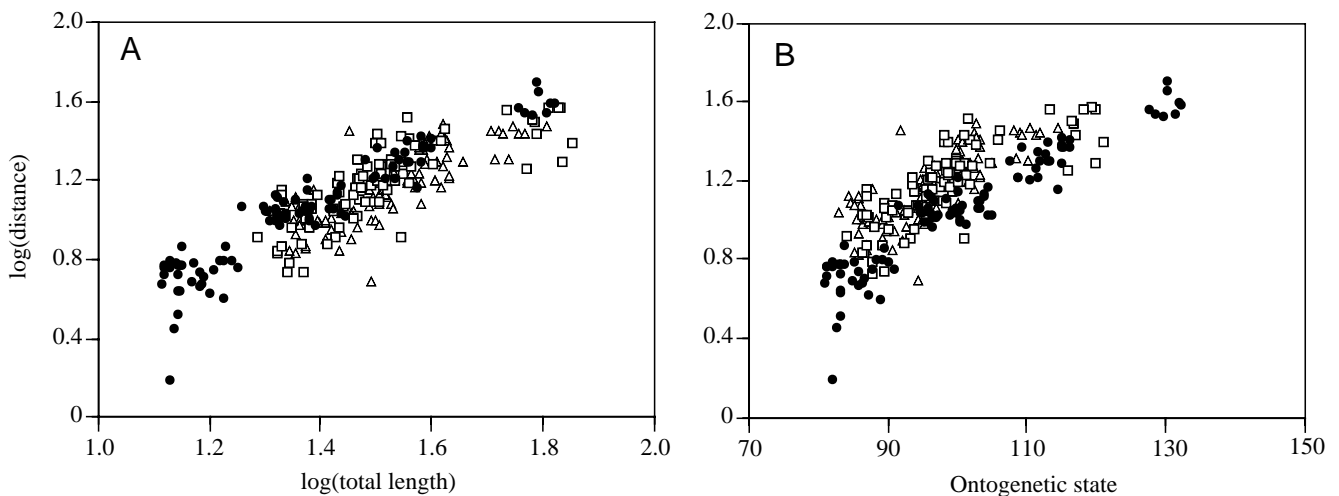 A
log(distance)
2.0
1.6
1.2
0.8
0.4
0
1.0 1.2 1.4 1.6 1.8 2.0
log(total length)
B
2.0
1.6
1.2
0.8
0.4
0
70 90 110 130 150
Ontogenetic state